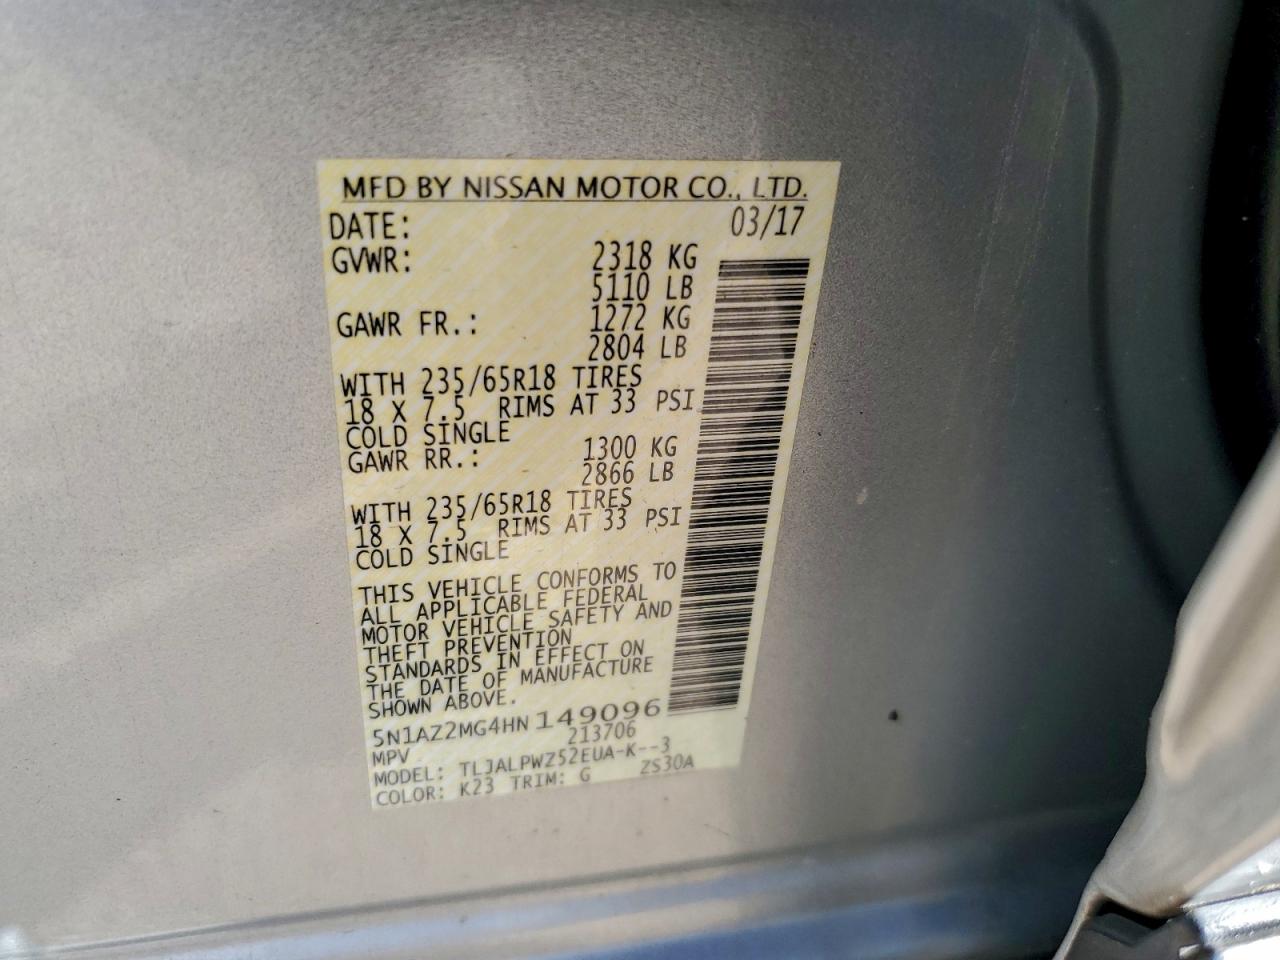 MFD BY NISSAN MOTOR CO., LTD.
DATE: 03/17
GVWR: 2318 KG
5110 LB
GAWR FR.: 1272 KG
2804 LB
WITH 235/65R18 TIRES
18 X 7.5 RIMS AT 33 PSI
COLD SINGLE
GAWR RR.: 1300 KG
2866 LB
WITH 235/65R18 TIRES
18 X 7.5 RIMS AT 33 PSI
COLD SINGLE
THIS VEHICLE CONFORMS TO
ALL APPLICABLE FEDERAL
MOTOR VEHICLE SAFETY AND
THEFT PREVENTION
STANDARDS IN EFFECT ON
THE DATE OF MANUFACTURE
SHOWN ABOVE.
5N1AZ2MG4HN149096
MPV 213706
MODEL: TLJALPWZ52EUA-K--3
COLOR: K23 TRIM: G ZS30A